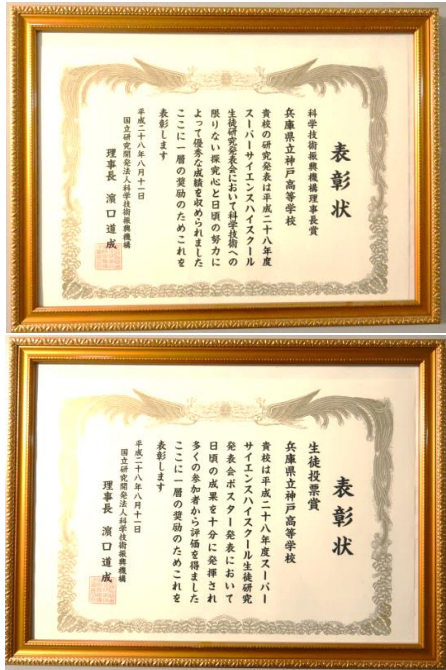 表彰状
科学技術振興機構理事長賞
兵庫県立神戸高等学校
貴校の研究発表は平成二十八年度
スーパーサイエンスハイスクール
生徒研究発表会において科学技術への
限りない探究心と日頃の努力に
よって優秀な成績を収められました
ここに一層の奨励のためこれを
表彰します
平成二十八年八月十一日
国立研究開発法人科学技術振興機構
理事長 濵口道成
表彰状
生徒投票賞
兵庫県立神戸高等学校
貴校は平成二十八年度スーパー
サイエンスハイスクール生徒研究
発表会ポスター発表において
日頃の成果を十分に発揮され
多くの参加者から評価を得ました
ここに一層の奨励のためこれを
表彰します
平成二十八年八月十一日
国立研究開発法人科学技術振興機構
理事長 濵口道成